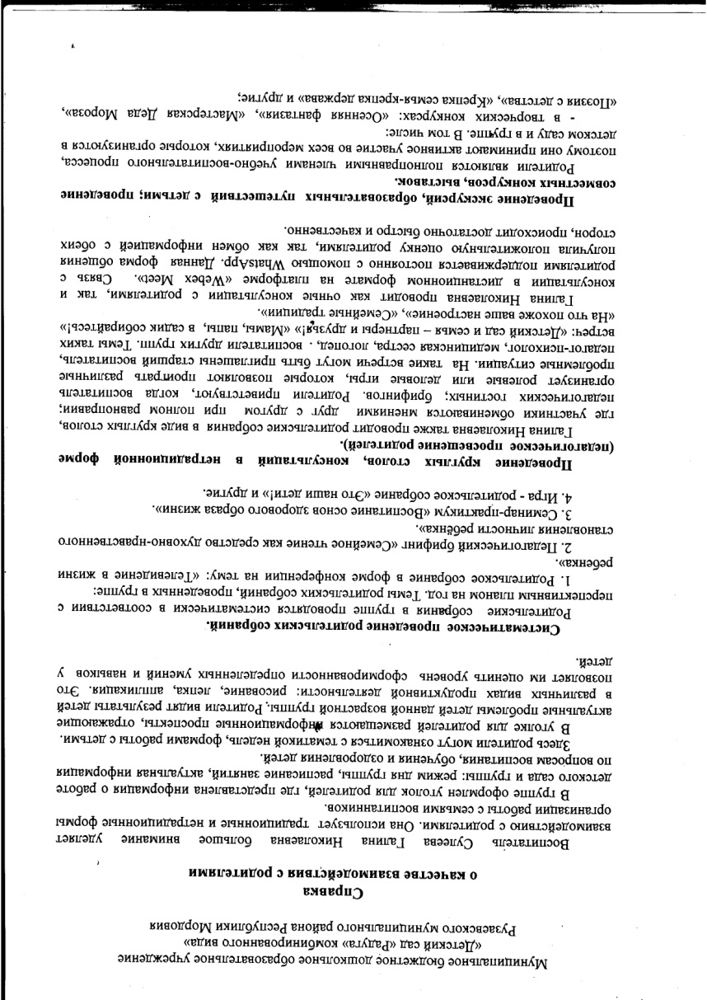 Муниципальное бюджетное дошкольное образовательное учреждение
«Детский сад «Радуга» комбинированного вида»
Рузаевского муниципального района Республики Мордовия
Справка
о качестве взаимодействия с родителями
Воспитатель Сулеева Галина Николаевна большое внимание уделяет
взаимодействию с родителями. Она использует традиционные и нетрадиционные формы
организации работы с семьями воспитанников.
В группе оформлен уголок для родителей, где представлена информация о работе
детского сада и группы: режим дня группы, расписание занятий, актуальная информация
по вопросам воспитания, обучения и оздоровления детей.
Здесь родители могут ознакомиться с тематикой недель, формами работы с детьми.
В уголке для родителей размещаются информационные проспекты, отражающие
актуальные проблемы детей данной возрастной группы. Родители видят результаты детей
в различных видах продуктивной деятельности: рисование, лепка, аппликация. Это
позволяет им оценить уровень сформированности определенных умений и навыков у
детей.
Систематическое проведение родительских собраний.
Родительские собрания в группе проводятся систематически в соответствии с
перспективным планом на год. Темы родительских собраний, проведенных в группе:
1. Родительское собрание в форме конференции на тему: «Телевидение в жизни
ребенка».
2. Педагогический брифинг «Семейное чтение как средство духовно-нравственного
становления личности ребёнка».
3. Семинар-практикум «Воспитание основ здорового образа жизни».
4. Игра - родительское собрание «Это наши дети!» и другие.
Проведение круглых столов, консультаций в нетрадиционной форме
(педагогическое просвещение родителей).
Галина Николаевна также проводит родительские собрания в виде круглых столов,
где участники обмениваются мнениями друг с другом при полном равноправии;
педагогических гостиных; брифингов. Родители приветствуют, когда воспитатель
организует ролевые или деловые игры, которые позволяют проиграть различные
проблемные ситуации. На такие встречи могут быть приглашены старший воспитатель,
педагог-психолог, медицинская сестра, логопед, . воспитатели других групп. Темы таких
встреч: «Детский сад и семья – партнеры и друзья!» «Мамы, папы, в садик собирайтесь!»
«На что похоже ваше настроение», «Семейные традиции».
Галина Николаевна проводит как очные консультации с родителями, так и
консультации в дистанционном формате на платформе «Webex Meet». Связь с
родителями поддерживается постоянно с помощью WhatsApp. Данная форма общения
получила положительную оценку родителями, так как обмен информацией с обеих
сторон, происходит достаточно быстро и качественно.
Проведение экскурсий, образовательных путешествий с детьми; проведение
совместных конкурсов, выставок.
Родители являются полноправными членами учебно-воспитательного процесса,
поэтому они принимают активное участие во всех мероприятиях, которые организуются в
детском саду и в группе. В том числе:
- в творческих конкурсах: «Осенняя фантазия», «Мастерская Деда Мороза»,
«Поэзия с детства», «Крепка семья-крепка держава» и другие;